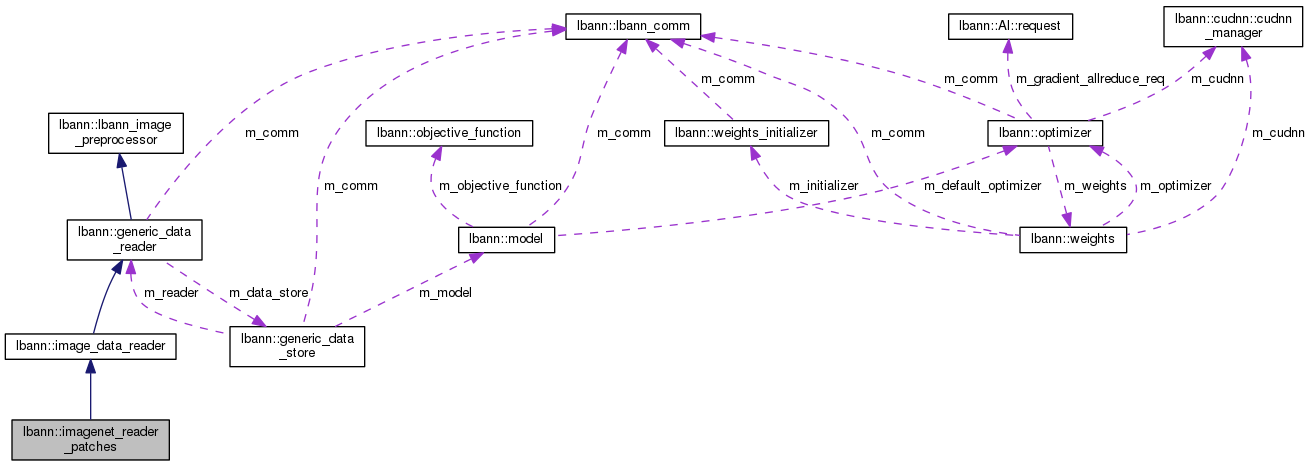 lbann::lbann_comm
lbann::Al::request
lbann::cudnn::cudnn
_manager
m_comm
m_gradient_allreduce_req
m_cudnn
m_comm
lbann::lbann_image
_preprocessor
m_comm
lbann::objective_function
m_comm
lbann::weights_initializer
m_comm
lbann::optimizer
m_cudnn
m_comm
m_objective_function
m_initializer
m_default_optimizer
m_weights
m_optimizer
lbann::generic_data
_reader
lbann::model
lbann::weights
m_reader
m_data_store
m_model
lbann::image_data_reader
lbann::generic_data
_store
lbann::imagenet_reader
_patches